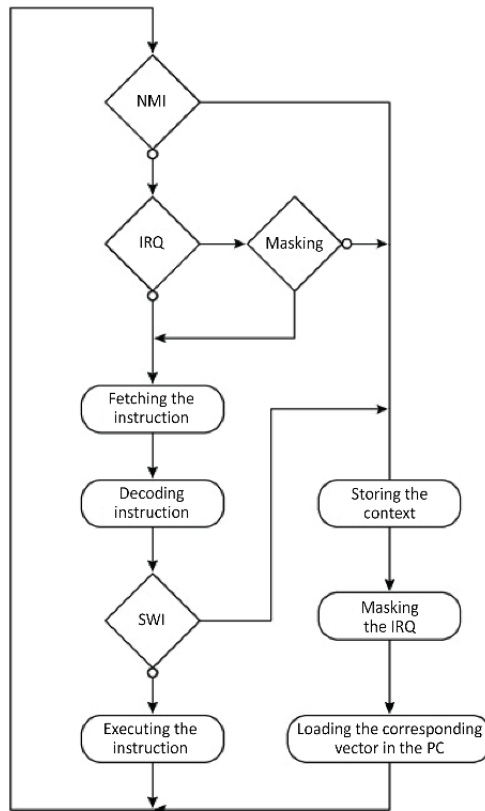 NMI
IRQ
Masking
Fetching the
instruction
Decoding
instruction
Storing the
context
SWI
Masking
the IRQ
Executing the
instruction
Loading the corresponding
vector in the PC